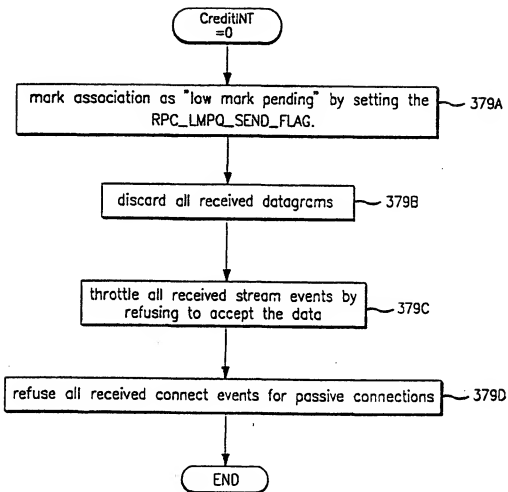 CreditINT
=0
mark association as "low mark pending" by setting the
RPC_LMPQ_SEND_FLAG.
379A
discard all received datagrams
379B
throttle all received stream events by
refusing to accept the data
379C
refuse all received connect events for passive connections
379D
END